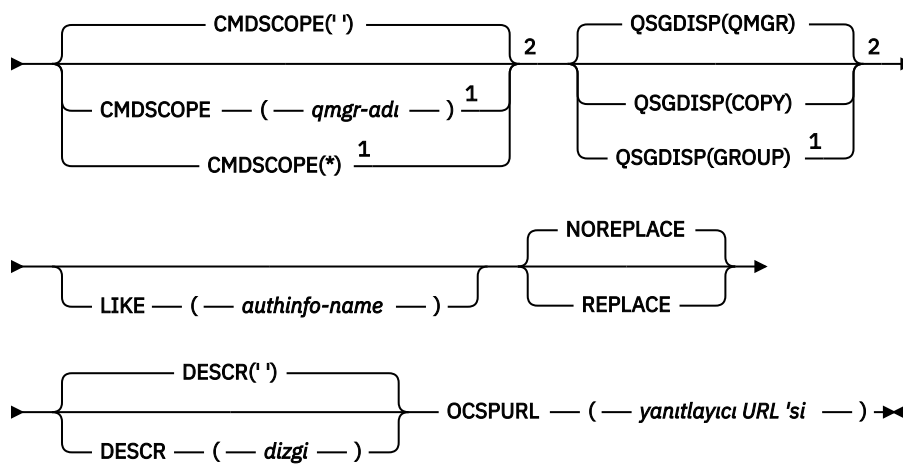 CMDSCOPE(' ')
2
CMDSCOPE ( qmgr-adı ) 1
CMDSCOPE(*) 1
QSGDISP(QMGR)
2
QSGDISP(COPY)
QSGDISP(GROUP) 1
LIKE ( authinfo-name )
NOREPLACE
REPLACE
DESCR(' ')
DESCR ( dizgi )
OCSPURL ( yanıtlayıcı URL 'si )